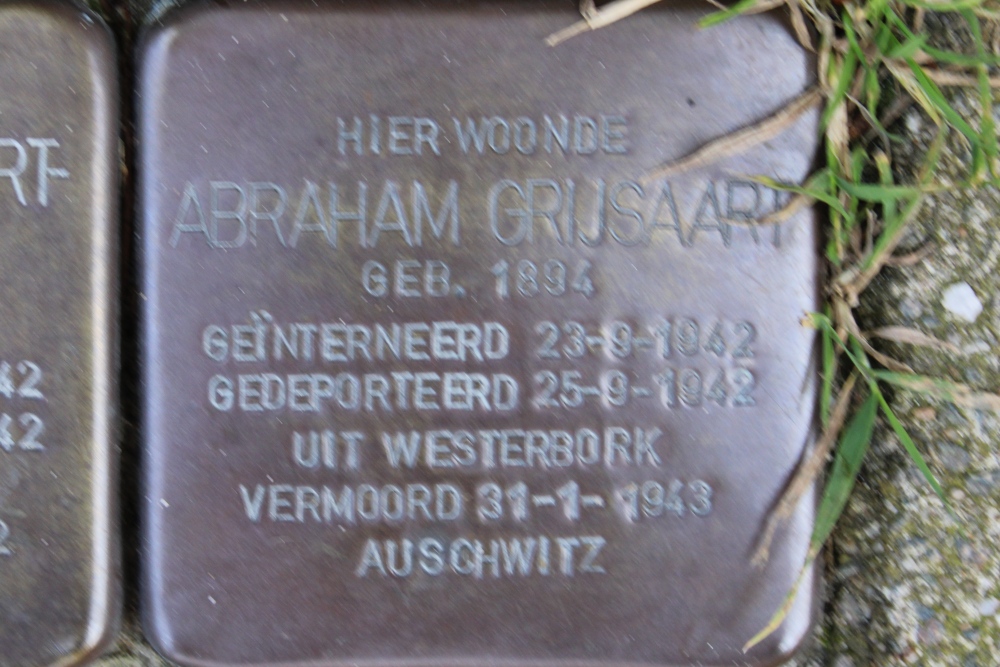 HIER WOONDE
ABRAHAM GRIJSAART
GEB. 1894
GEÏNTERNEERD 23-9-1942
GEDEPORTEERD 25-9-1942
UIT WESTERBORK
VERMOORD 31-1-1943
AUSCHWITZ